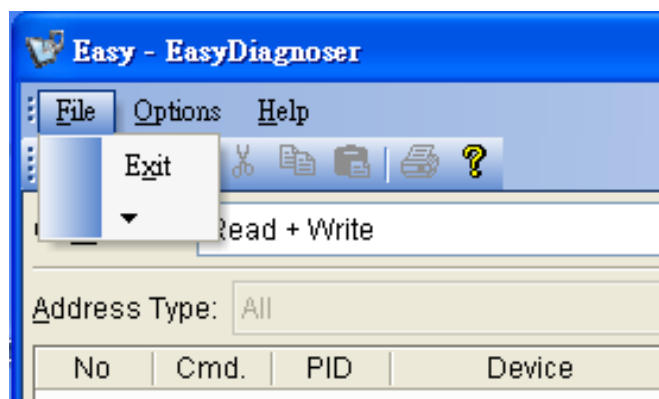 Easy - EasyDiagnoser
File Options Help
Exit
Read + Write
Address Type: All
No Cmd. PID Device